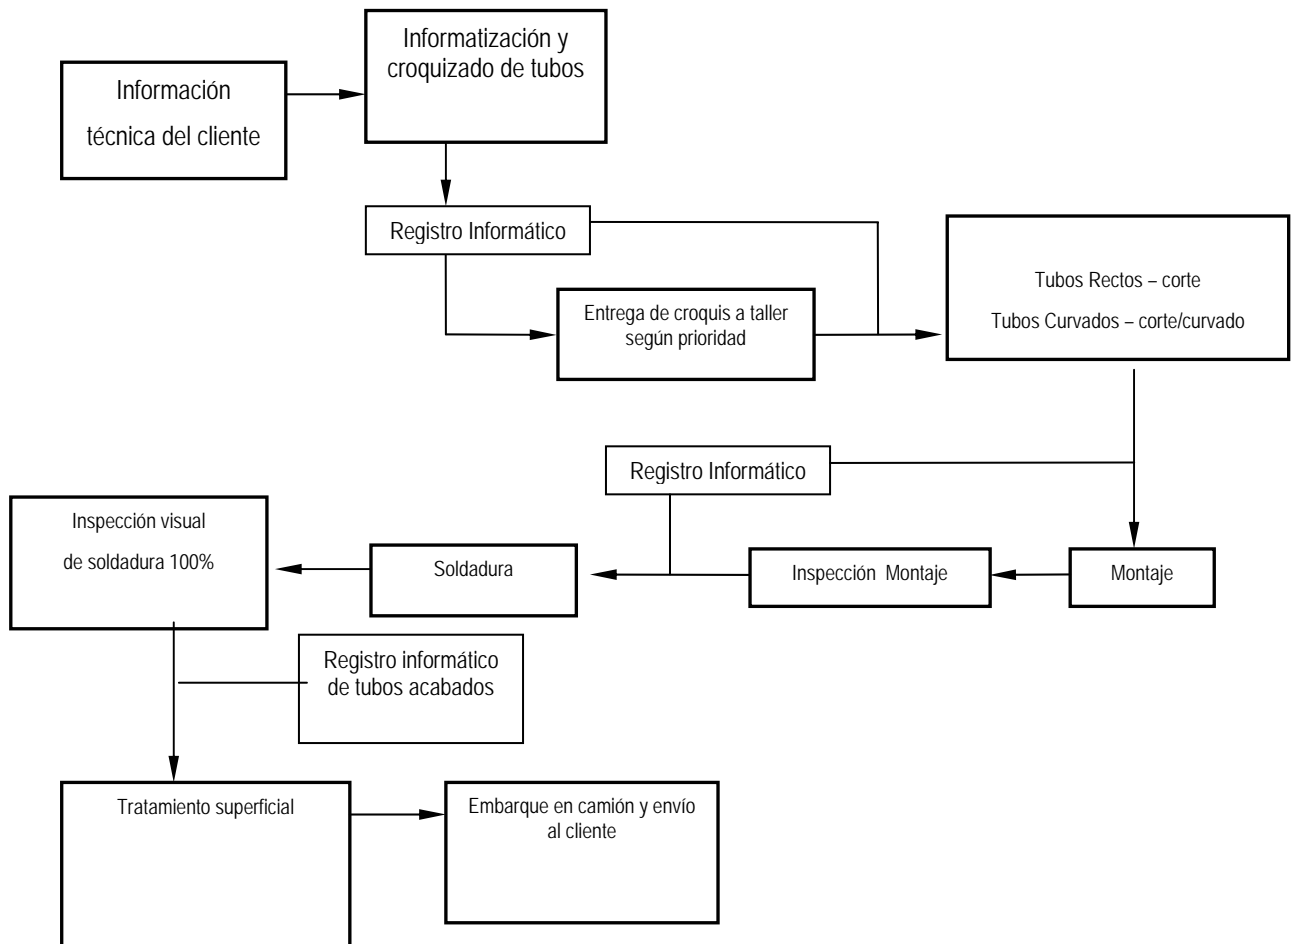 Informatización y
croquizado de tubos
Información
técnica del cliente
Registro Informático
Entrega de croquis a taller
según prioridad
Tubos Rectos – corte
Tubos Curvados – corte/curvado
Registro Informático
Montaje
Inspección Montaje
Soldadura
Inspección visual
de soldadura 100%
Registro informático
de tubos acabados
Tratamiento superficial
Embarque en camión y envío
al cliente